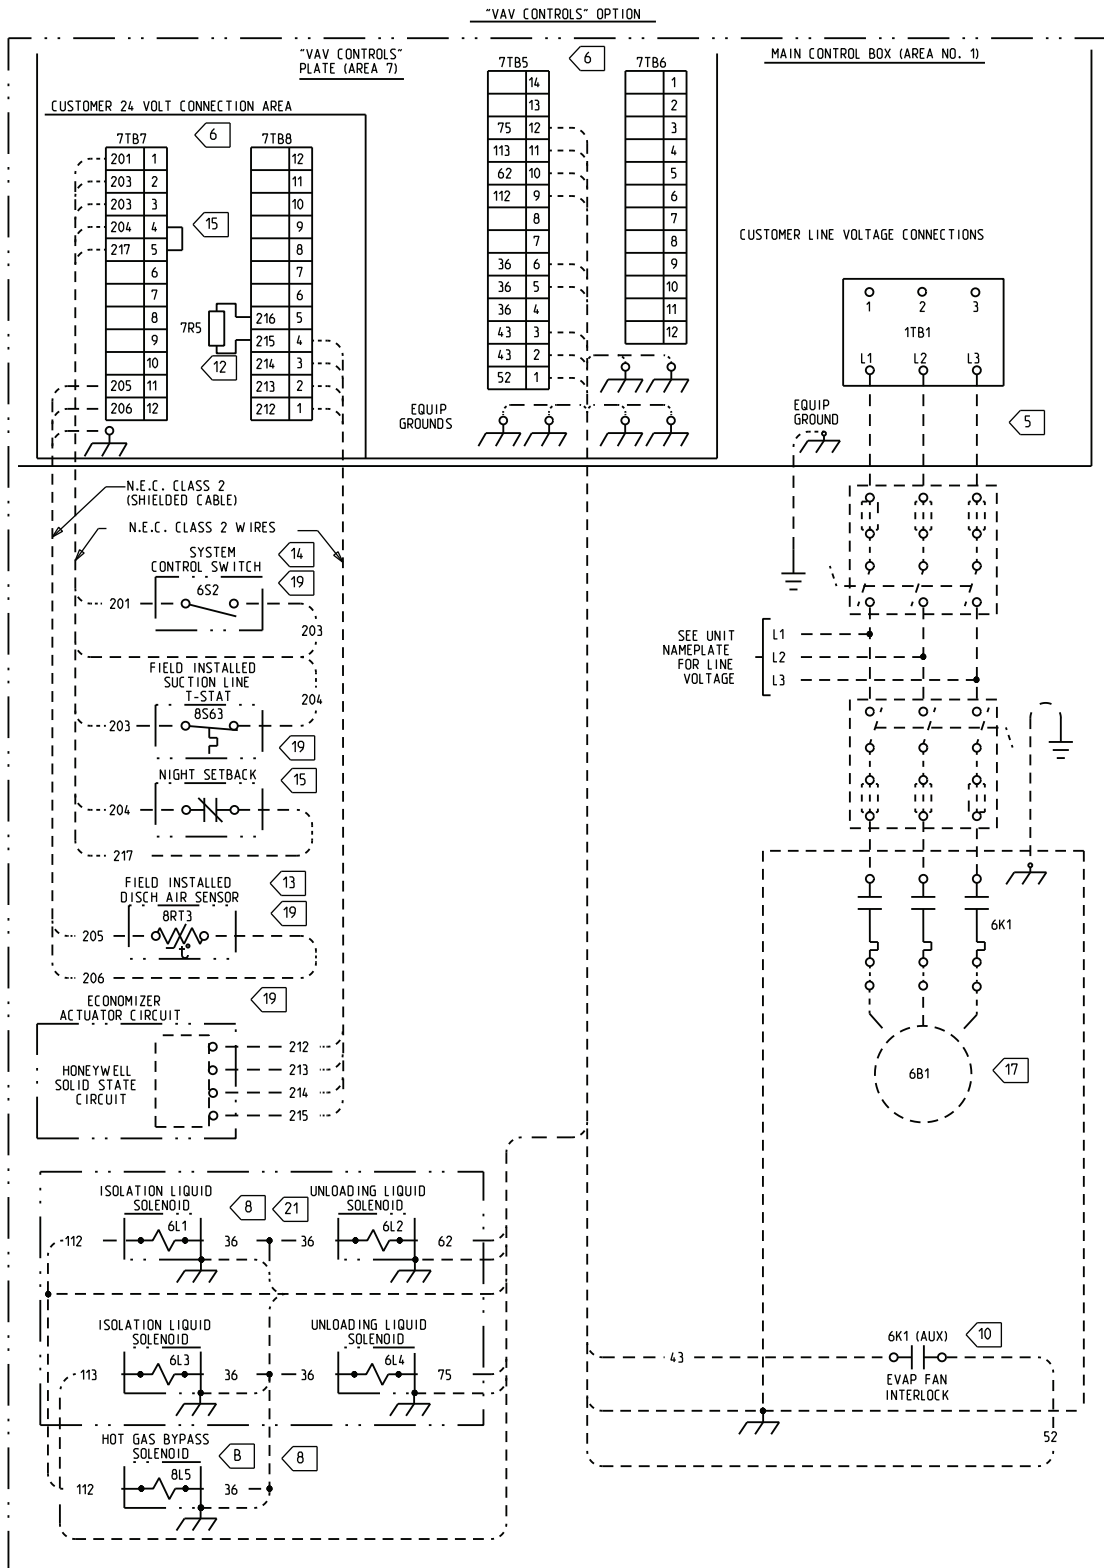 "VAV CONTROLS" OPTION
"VAV CONTROLS"
PLATE (AREA 7)
MAIN CONTROL BOX (AREA NO. 1)
CUSTOMER 24 VOLT CONNECTION AREA
6
7TB7
201 1
203 2
203 3
204 4
217 5
6
7
8
9
10
205 11
206 12
15
7TB8
12
11
10
9
8
7
6
216 5
215 4
214 3
213 2
212 1
7R5
12
7TB5
14
13
75 12
113 11
62 10
112 9
8
7
36 6
36 5
36 4
43 3
43 2
52 1
6
7TB6
1
2
3
4
5
6
7
8
9
10
11
12
EQUIP
GROUNDS
CUSTOMER LINE VOLTAGE CONNECTIONS
1 2 3
1TB1
L1 L2 L3
EQUIP
GROUND
5
N.E.C. CLASS 2
(SHIELDED CABLE)
N.E.C. CLASS 2 WIRES
SYSTEM
CONTROL SWITCH
14
19
6S2
201
203
FIELD INSTALLED
SUCTION LINE
T-STAT
204
8S63
203
19
NIGHT SETBACK
15
204
217
FIELD INSTALLED
DISCH AIR SENSOR
13
19
8RT3
t°
205
206
ECONOMIZER
ACTUATOR CIRCUIT
19
HONEYWELL
SOLID STATE
CIRCUIT
212
213
214
215
SEE UNIT
NAMEPLATE
FOR LINE
VOLTAGE
L1
L2
L3
6K1
6B1
17
ISOLATION LIQUID
SOLENOID
8
21
UNLOADING LIQUID
SOLENOID
112 6L1 36 36 6L2 62
ISOLATION LIQUID
SOLENOID
UNLOADING LIQUID
SOLENOID
113 6L3 36 36 6L4 75
HOT GAS BYPASS
SOLENOID
B
8
112 8L5 36
43
6K1 (AUX)
10
EVAP FAN
INTERLOCK
52